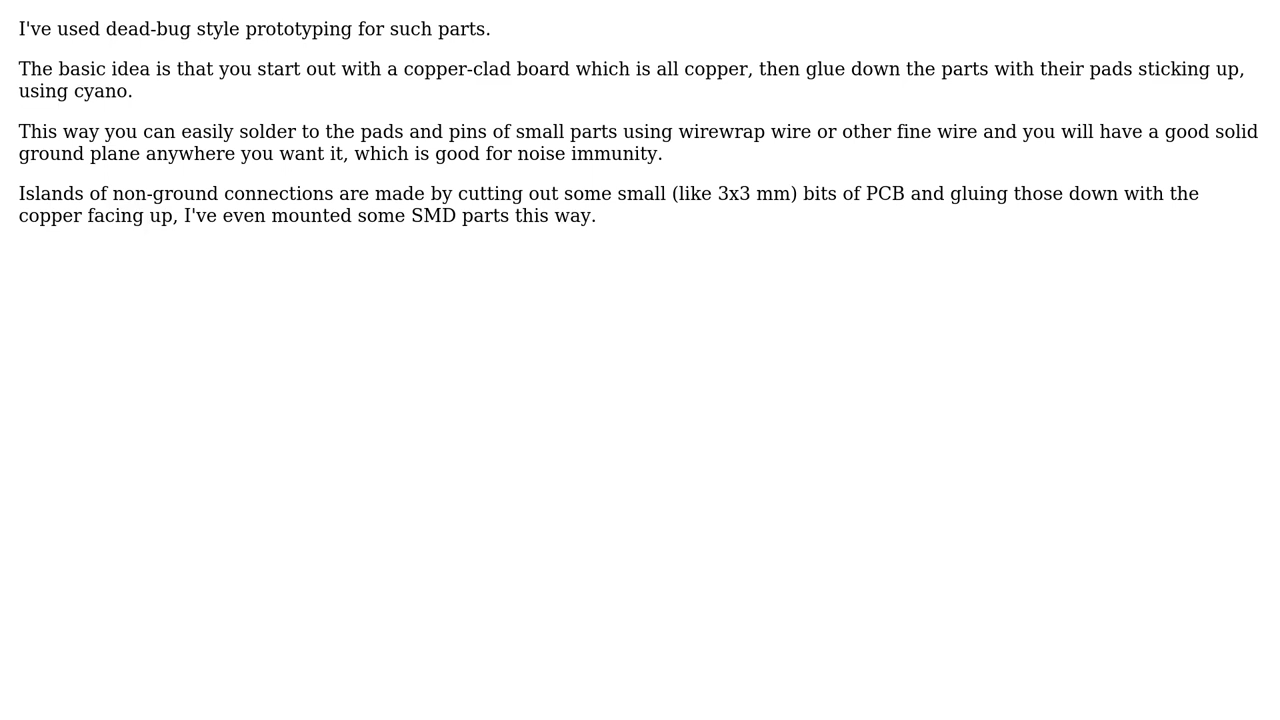 I've used dead-bug style prototyping for such parts.
The basic idea is that you start out with a copper-clad board which is all copper, then glue down the parts with their pads sticking up,
using cyano.
This way you can easily solder to the pads and pins of small parts using wirewrap wire or other fine wire and you will have a good solid
ground plane anywhere you want it, which is good for noise immunity.
Islands of non-ground connections are made by cutting out some small (like 3x3 mm) bits of PCB and gluing those down with the
copper facing up, I've even mounted some SMD parts this way.